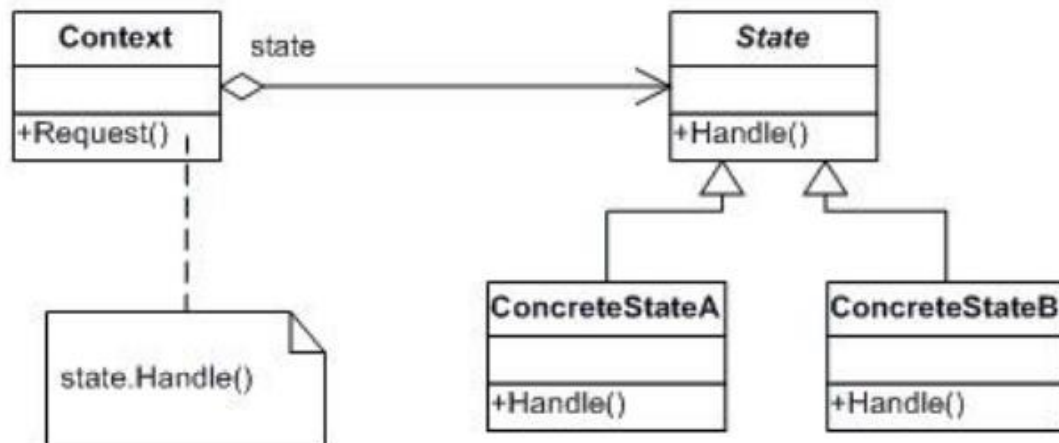 Context
state
State
+Request()
+Handle()
state.Handle()
ConcreteStateA
ConcreteStateB
+Handle()
+Handle()